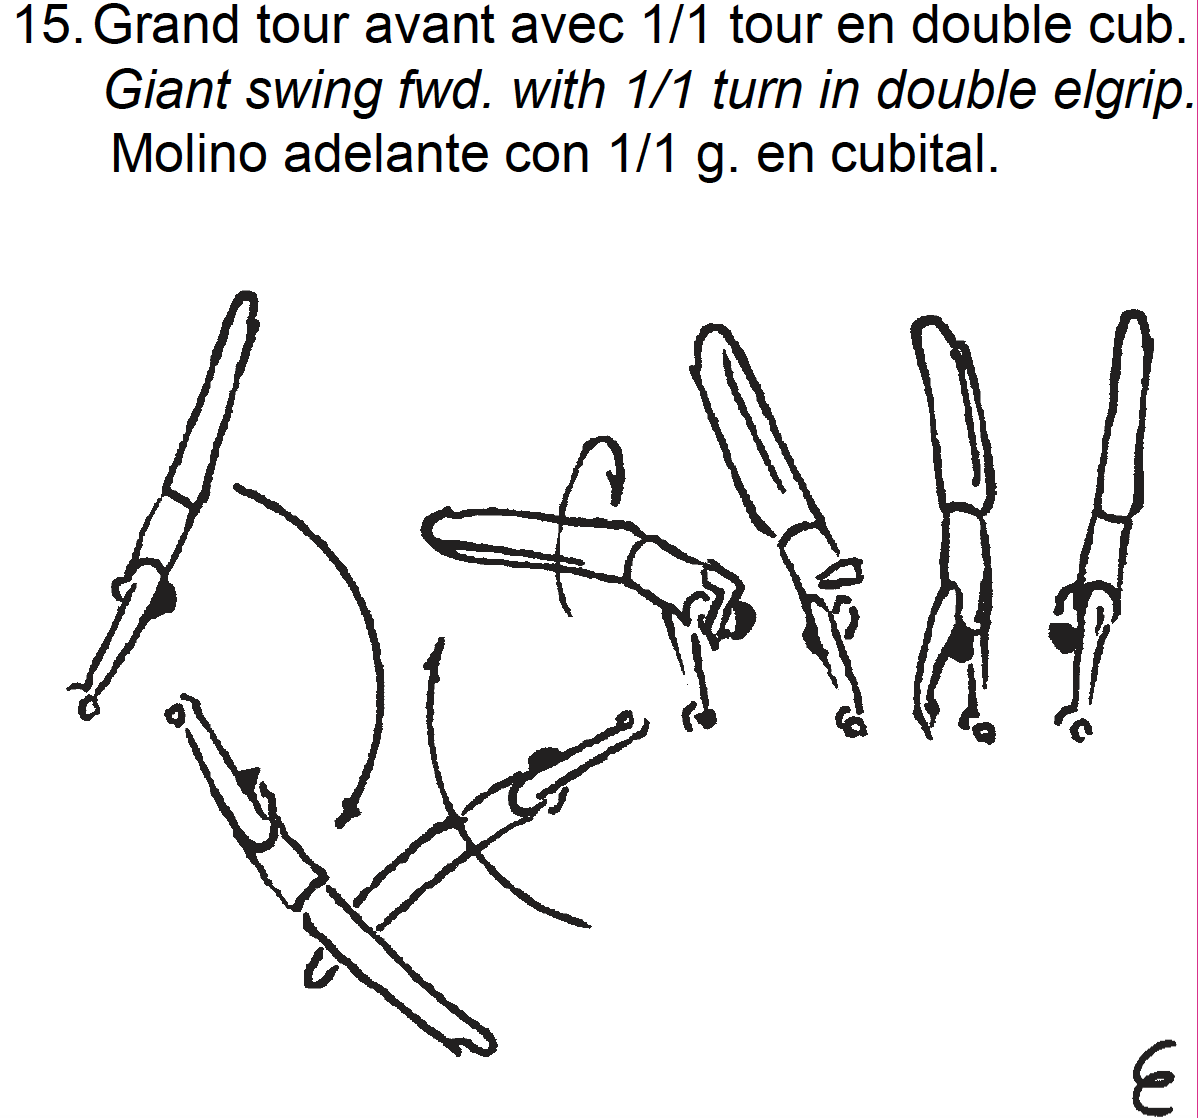 15. Grand tour avant avec 1/1 tour en double cub.
Giant swing fwd. with 1/1 turn in double elgrip.
Molino adelante con 1/1 g. en cubital.